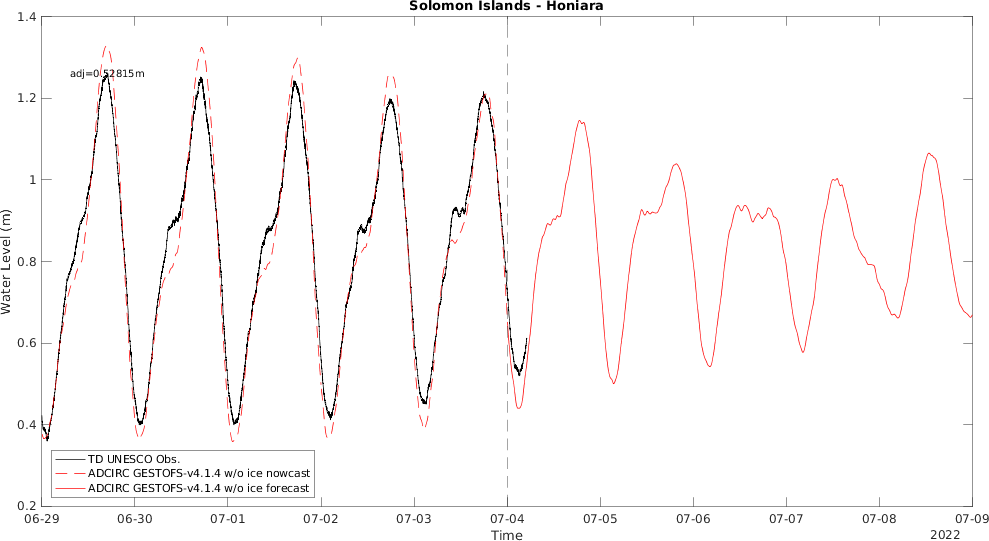 Solomon Islands - Honiara
1.4
1.2
1
0.8
0.6
0.4
0.2
Water Level (m)
adj=0.52815m
TD UNESCO Obs.
ADCIRC GESTOFS-v4.1.4 w/o ice nowcast
ADCIRC GESTOFS-v4.1.4 w/o ice forecast
06-29 06-30 07-01 07-02 07-03 07-04 07-05 07-06 07-07 07-08 07-09
Time
2022